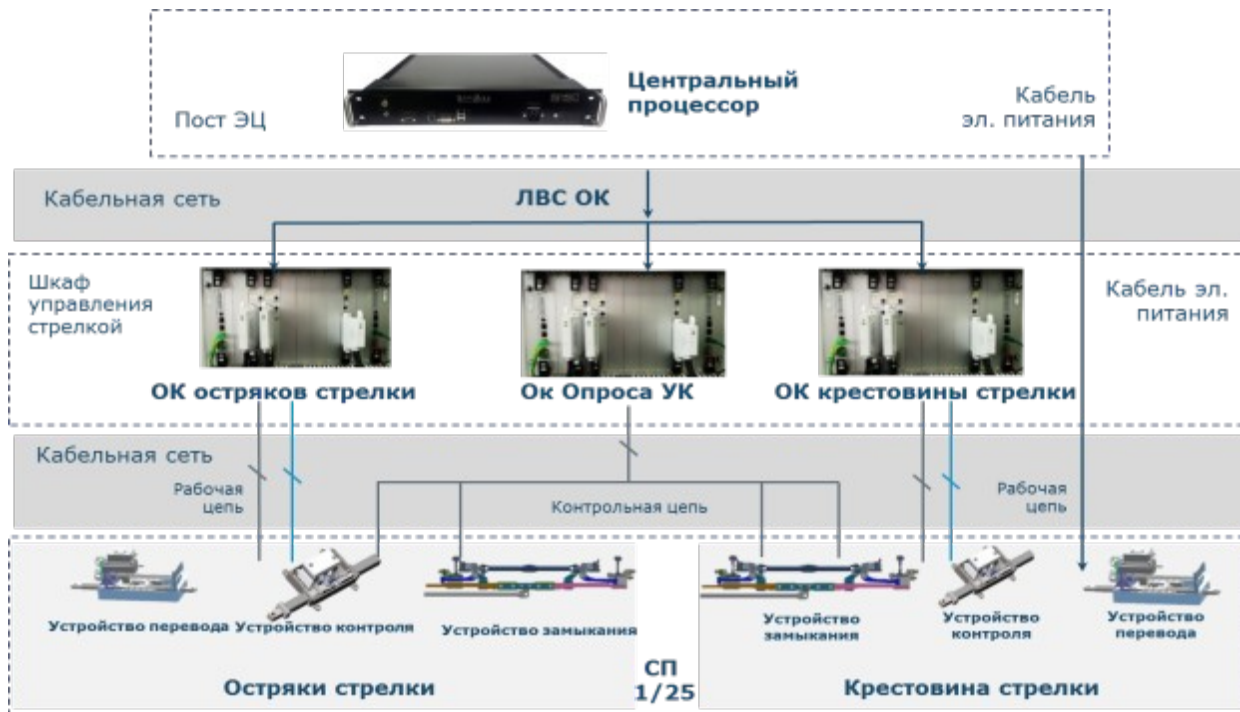 Центральный
процессор
Пост ЭЦ
Кабель
эл. питания
Кабельная сеть
ЛВС ОК
Шкаф
управления
стрелкой
Кабель эл.
питания
ОК остряков стрелки
Ок Опроса УК
ОК крестовины стрелки
Кабельная сеть
Рабочая
цепь
Контрольная цепь
Рабочая
цепь
Устройство перевода
Устройство контроля
Устройство замыкания
Устройство
замыкания
Устройство
контроля
Устройство
перевода
Остряки стрелки
СП
1/25
Крестовина стрелки